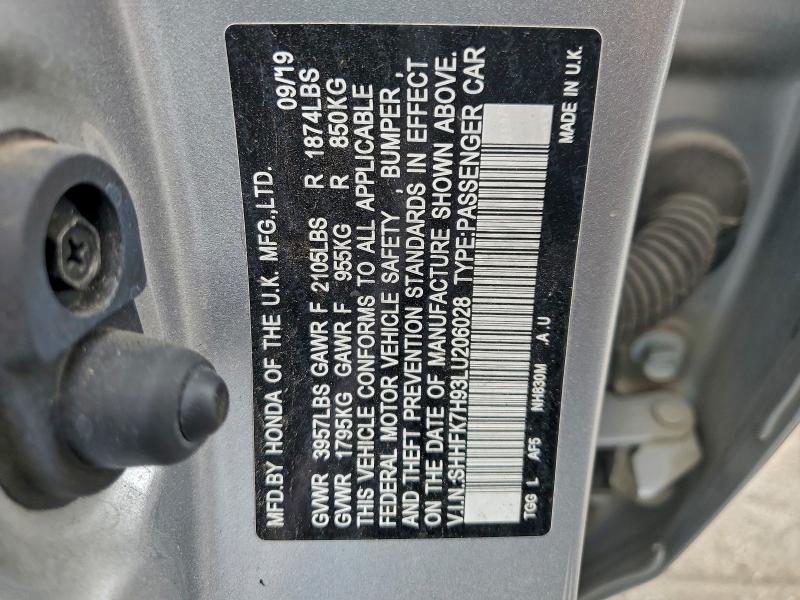 MFD.BY HONDA OF THE U.K. MFG.,LTD. 09/19
GVWR 3957LBS GAWR F 2105LBS R 1874LBS
GVWR 1795KG GAWR F 955KG R 850KG
THIS VEHICLE CONFORMS TO ALL APPLICABLE
FEDERAL MOTOR VEHICLE SAFETY , BUMPER ,
AND THEFT PREVENTION STANDARDS IN EFFECT
ON THE DATE OF MANUFACTURE SHOWN ABOVE.
V.I.N:SHHFK7H93LU206028 TYPE:PASSENGER CAR
TGG L AF5 NH830M .A.U MADE IN U.K.